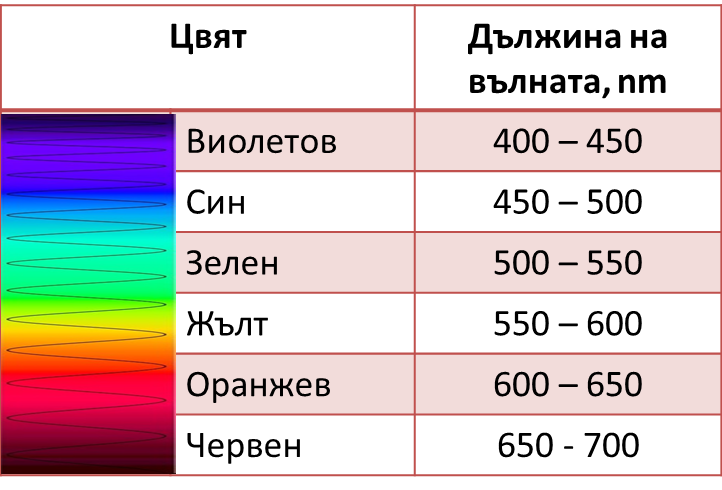 Цвят
Дължина на
вълната, nm
Виолетов 400 – 450
Син 450 – 500
Зелен 500 – 550
Жълт 550 – 600
Оранжев 600 – 650
Червен 650 - 700